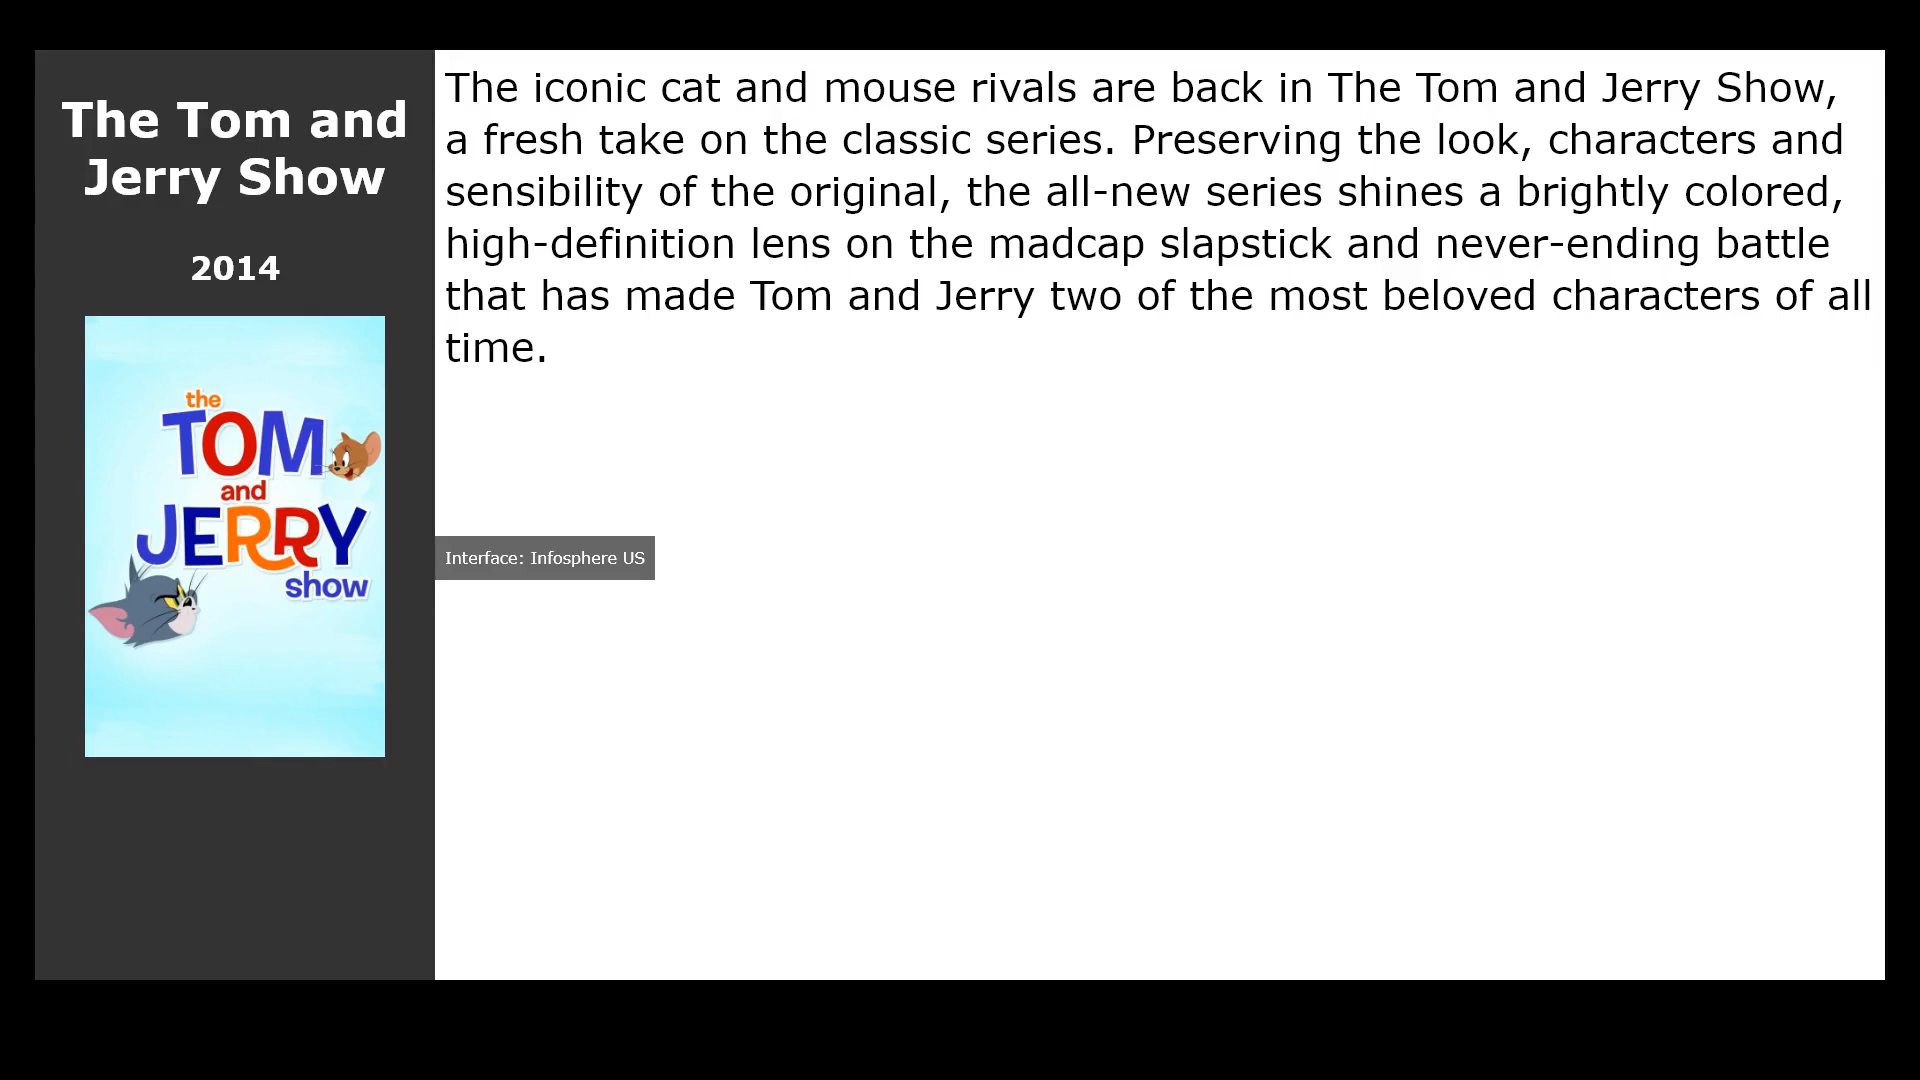 The Tom and
Jerry Show
2014
the
TOM
and
JERRY
show
The iconic cat and mouse rivals are back in The Tom and Jerry Show,
a fresh take on the classic series. Preserving the look, characters and
sensibility of the original, the all-new series shines a brightly colored,
high-definition lens on the madcap slapstick and never-ending battle
that has made Tom and Jerry two of the most beloved characters of all
time.
Interface: Infosphere US